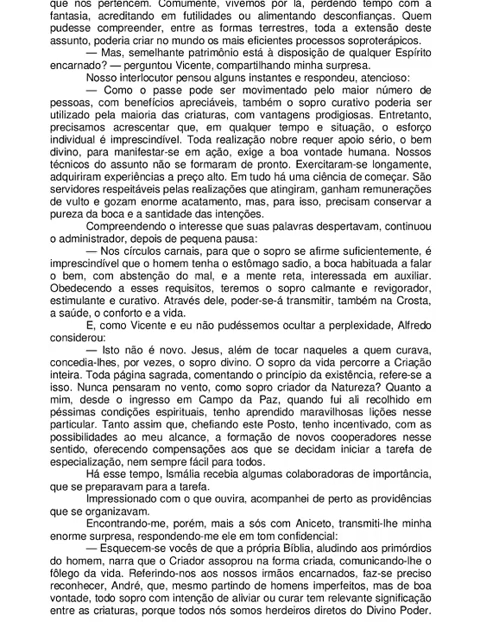 que nos pertencem. Comumente, vivemos por lá, perdendo tempo com a
fantasia, acreditando em futilidades ou alimentando desconfianças. Quem
pudesse compreender, entre as formas terrestres, toda a extensão deste
assunto, poderia criar no mundo os mais eficientes processos soproterápicos.
— Mas, semelhante patrimônio está à disposição de qualquer Espírito
encarnado? — perguntou Vicente, compartilhando minha surpresa.
Nosso interlocutor pensou alguns instantes e respondeu, atencioso:
— Como o passe pode ser movimentado pelo maior número de
pessoas, com benefícios apreciáveis, também o sopro curativo poderia ser
utilizado pela maioria das criaturas, com vantagens prodigiosas. Entretanto,
precisamos acrescentar que, em qualquer tempo e situação, o esforço
individual é imprescindível. Toda realização nobre requer apoio sério, o bem
divino, para manifestar-se em ação, exige a boa vontade humana. Nossos
técnicos do assunto não se formaram de pronto. Exercitaram-se longamente,
adquiriram experiências a preço alto. Em tudo há uma ciência de começar. São
servidores respeitáveis pelas realizações que atingiram, ganham remunerações
de vulto e gozam enorme acatamento, mas, para isso, precisam conservar a
pureza da boca e a santidade das intenções.
Compreendendo o interesse que suas palavras despertavam, continuou
o administrador, depois de pequena pausa:
— Nos círculos carnais, para que o sopro se afirme suficientemente, é
imprescindível que o homem tenha o estômago sadio, a boca habituada a falar
o bem, com abstenção do mal, e a mente reta, interessada em auxiliar.
Obedecendo a esses requisitos, teremos o sopro calmante e revigorador,
estimulante e curativo. Através dele, poder-se-á transmitir, também na Crosta,
a saúde, o conforto e a vida.
E, como Vicente e eu não pudéssemos ocultar a perplexidade, Alfredo
considerou:
— Isto não é novo. Jesus, além de tocar naqueles a quem curava,
concedia-lhes, por vezes, o sopro divino. O sopro da vida percorre a Criação
inteira. Toda página sagrada, comentando o princípio da existência, refere-se a
isso. Nunca pensaram no vento, como sopro criador da Natureza? Quanto a
mim, desde o ingresso em Campo da Paz, quando fui ali recolhido em
péssimas condições espirituais, tenho aprendido maravilhosas lições nesse
particular. Tanto assim que, chefiando este Posto, tenho incentivado, com as
possibilidades ao meu alcance, a formação de novos cooperadores nesse
sentido, oferecendo compensações aos que se decidam iniciar a tarefa de
especialização, nem sempre fácil para todos.
Há esse tempo, Ismália recebia algumas colaboradoras de importância,
que se preparavam para a tarefa.
Impressionado com o que ouvira, acompanhei de perto as providências
que se organizavam.
Encontrando-me, porém, mais a sós com Aniceto, transmiti-lhe minha
enorme surpresa, respondendo-me ele em tom confidencial:
— Esquecem-se vocês de que a própria Bíblia, aludindo aos primórdios
do homem, narra que o Criador assoprou na forma criada, comunicando-lhe o
fôlego da vida. Referindo-nos aos nossos irmãos encarnados, faz-se preciso
reconhecer, André, que, mesmo partindo de homens imperfeitos, mas de boa
vontade, todo sopro com intenção de aliviar ou curar tem relevante significação
entre as criaturas, porque todos nós somos herdeiros diretos do Divino Poder.